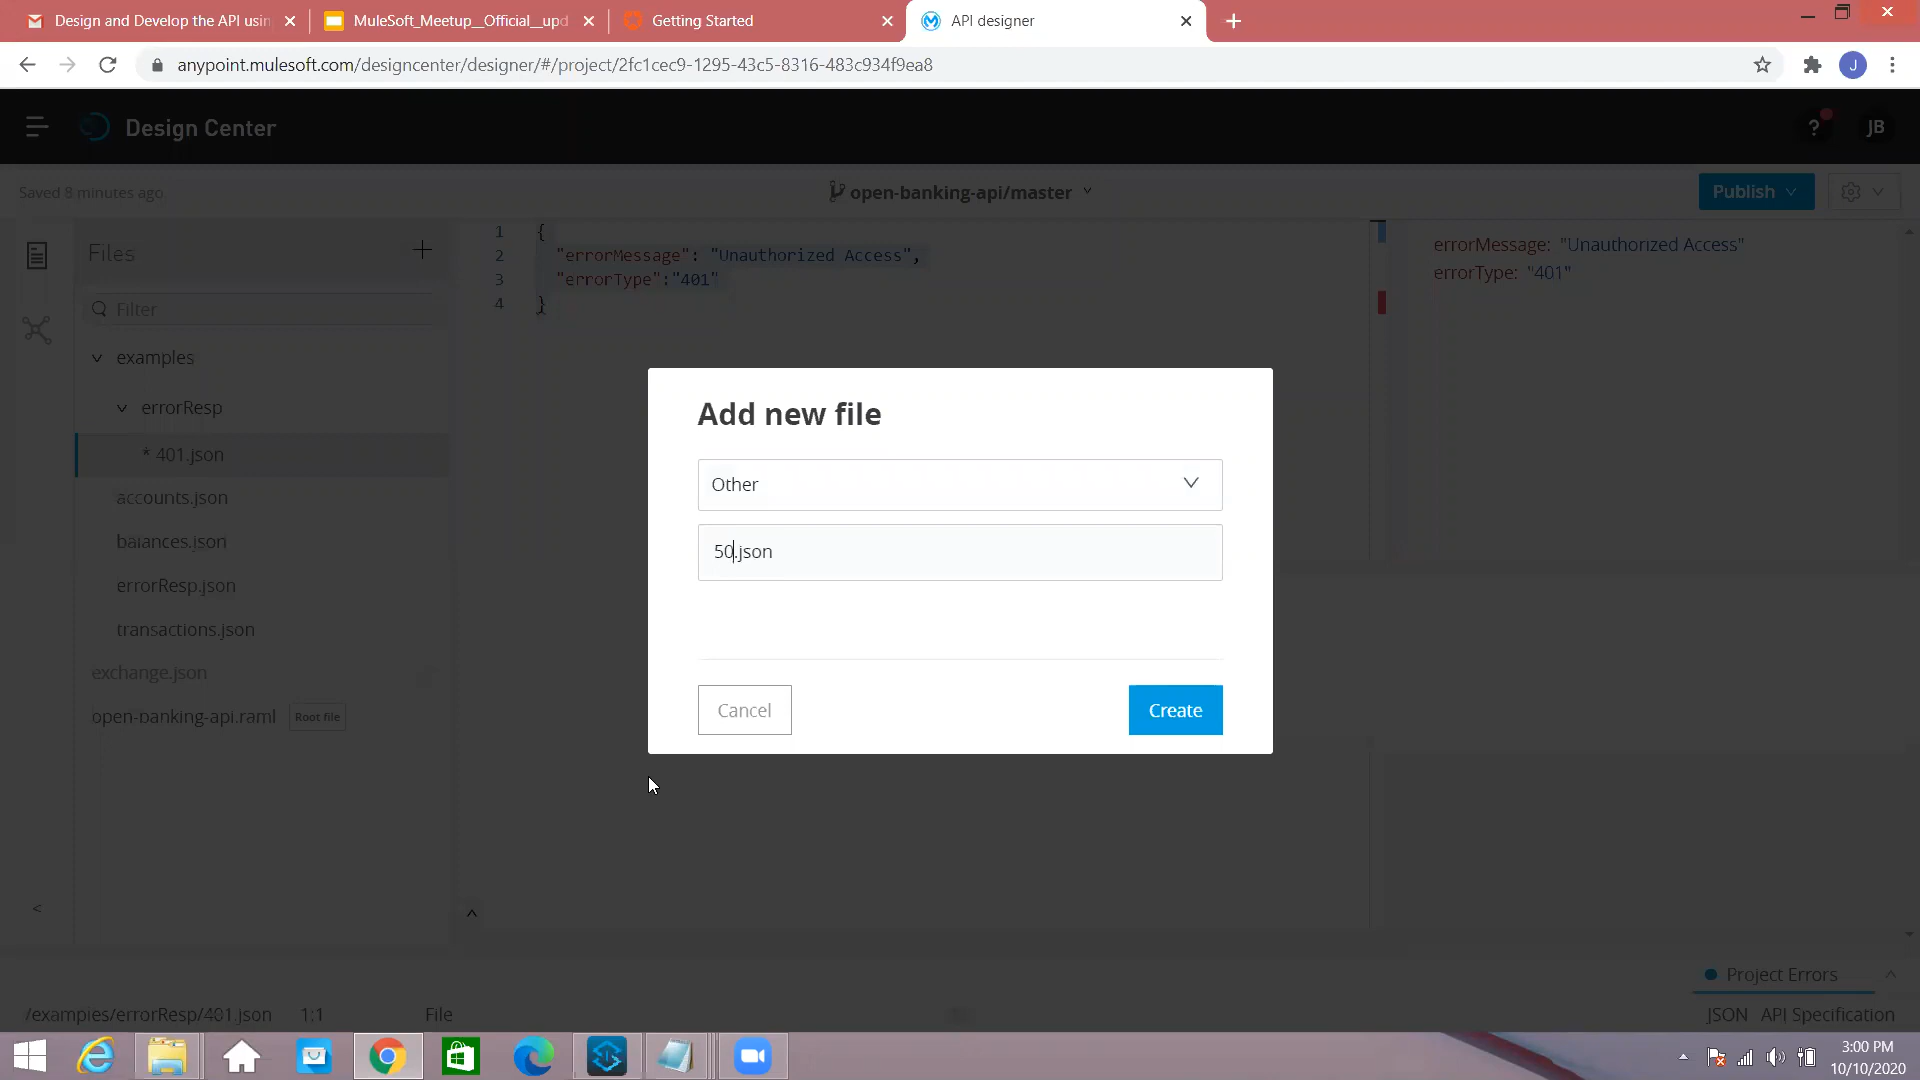 Design and Develop the API usin
MuleSoft_Meetup__Official__upd
Getting Started
API designer
anypoint.mulesoft.com/designcenter/designer/#/project/2fc1cec9-1295-43c5-8316-483c934f9ea8
J
Design Center
?
JB
Saved 8 minutes ago
open-banking-api/master
Publish
Files
Filter
examples
errorResp
* 401.json
accounts.json
balances.json
errorResp.json
transactions.json
exchange.json
open-banking-api.raml Root file
1 {
2 "errorMessage": "Unauthorized Access",
3 "errorType":"401"
4 }
errorMessage: "Unauthorized Access"
errorType: "401"
Add new file
Other
50.json
Cancel
Create
Project Errors
/examples/errorResp/401.json 1:1 File
JSON API Specification
3:00 PM
10/10/2020